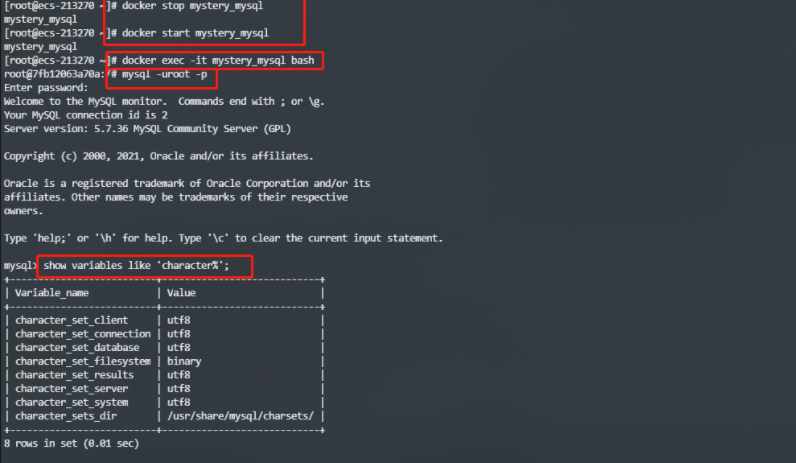 [root@ecs-213270 ~]# docker stop mystery_mysql
mystery_mysql
[root@ecs-213270 ~]# docker start mystery_mysql
mystery_mysql
[root@ecs-213270 ~]# docker exec -it mystery_mysql bash
root@7fb12063a70a:/# mysql -uroot -p
Enter password:
Welcome to the MySQL monitor.  Commands end with ; or \g.
Your MySQL connection id is 2
Server version: 5.7.36 MySQL Community Server (GPL)
Copyright (c) 2000, 2021, Oracle and/or its affiliates.
Oracle is a registered trademark of Oracle Corporation and/or its
affiliates. Other names may be trademarks of their respective
owners.
Type 'help;' or '\h' for help. Type '\c' to clear the current input statement.
mysql> show variables like 'character%';
+--------------------------+----------------------------+
| Variable_name            | Value                      |
+--------------------------+----------------------------+
| character_set_client     | utf8                       |
| character_set_connection | utf8                       |
| character_set_database   | utf8                       |
| character_set_filesystem | binary                     |
| character_set_results    | utf8                       |
| character_set_server     | utf8                       |
| character_set_system     | utf8                       |
| character_sets_dir       | /usr/share/mysql/charsets/ |
+--------------------------+----------------------------+
8 rows in set (0.01 sec)